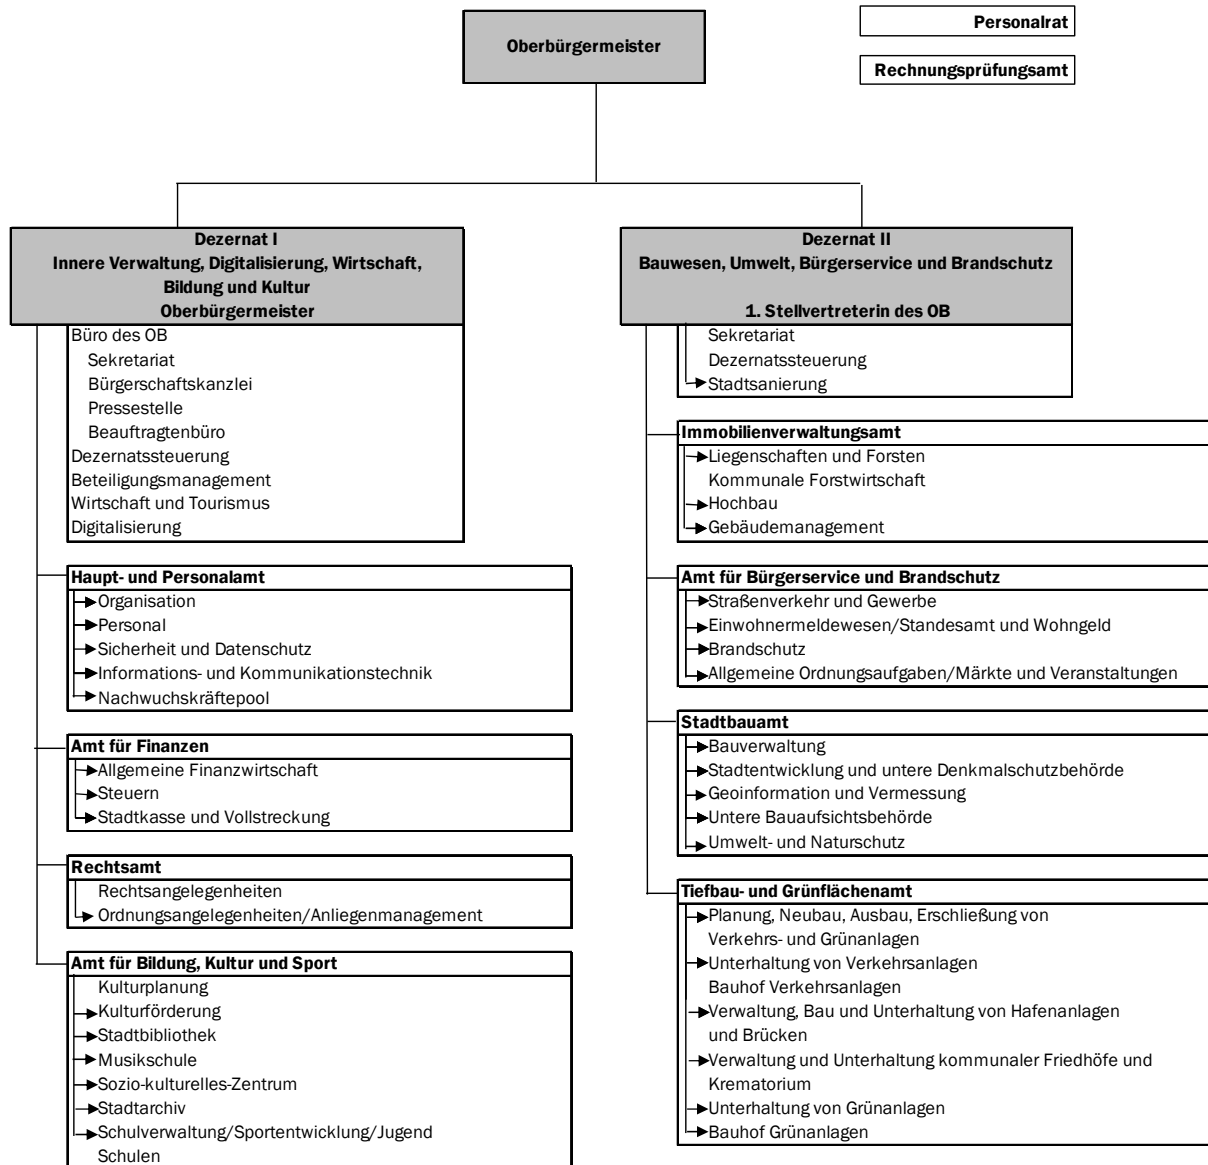 Oberbürgermeister
Personalrat
Rechnungsprüfungsamt
Dezernat I
Innere Verwaltung, Digitalisierung, Wirtschaft,
Bildung und Kultur
Oberbürgermeister
Büro des OB
Sekretariat
Bürgerschaftskanzlei
Pressestelle
Beauftragtenbüro
Dezernatssteuerung
Beteiligungsmanagement
Wirtschaft und Tourismus
Digitalisierung
Haupt- und Personalamt
Organisation
Personal
Sicherheit und Datenschutz
Informations- und Kommunikationstechnik
Nachwuchskräftepool
Amt für Finanzen
Allgemeine Finanzwirtschaft
Steuern
Stadtkasse und Vollstreckung
Rechtsamt
Rechtsangelegenheiten
Ordnungsangelegenheiten/Anliegenmanagement
Amt für Bildung, Kultur und Sport
Kulturplanung
Kulturförderung
Stadtbibliothek
Musikschule
Sozio-kulturelles-Zentrum
Stadtarchiv
Schulverwaltung/Sportentwicklung/Jugend
Schulen
Dezernat II
Bauwesen, Umwelt, Bürgerservice und Brandschutz
1. Stellvertreterin des OB
Sekretariat
Dezernatssteuerung
Stadtsanierung
Immobilienverwaltungsamt
Liegenschaften und Forsten
Kommunale Forstwirtschaft
Hochbau
Gebäudemanagement
Amt für Bürgerservice und Brandschutz
Straßenverkehr und Gewerbe
Einwohnermeldewesen/Standesamt und Wohngeld
Brandschutz
Allgemeine Ordnungsaufgaben/Märkte und Veranstaltungen
Stadtbauamt
Bauverwaltung
Stadtentwicklung und untere Denkmalschutzbehörde
Geoinformation und Vermessung
Untere Bauaufsichtsbehörde
Umwelt- und Naturschutz
Tiefbau- und Grünflächenamt
Planung, Neubau, Ausbau, Erschließung von
Verkehrs- und Grünanlagen
Unterhaltung von Verkehrsanlagen
Bauhof Verkehrsanlagen
Verwaltung, Bau und Unterhaltung von Hafenanlagen
und Brücken
Verwaltung und Unterhaltung kommunaler Friedhöfe und
Krematorium
Unterhaltung von Grünanlagen
Bauhof Grünanlagen